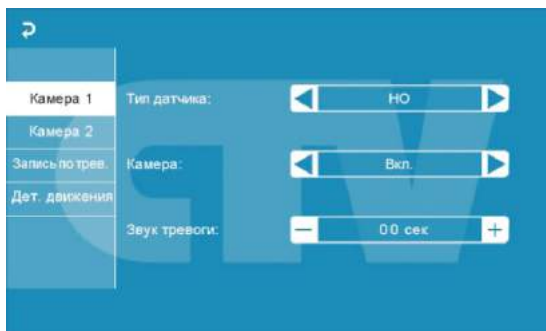 Камера 1
Камера 2
Запись по трев.
Дет. движения
Тип датчика:
НО
Камера:
Вкл.
Звук тревоги:
00 сек